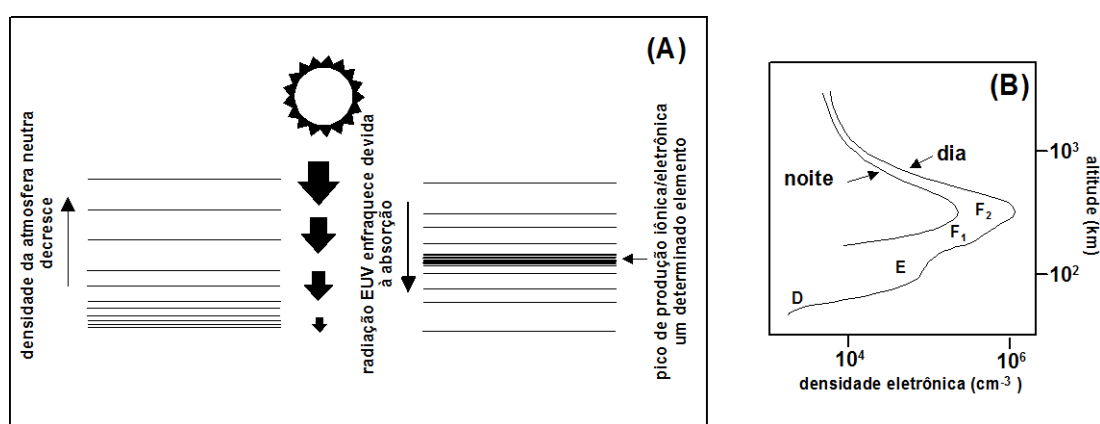 (A)
densidade da atmosfera neutra
decresce
radiação EUV enfraquece devida
à absorção
pico de produção iônica/eletrônica
um determinado elemento
(B)
dia
noite
F2
F1
E
D
10³
10²
altitude (km)
10⁴
10⁶
densidade eletrônica (cm⁻³ )